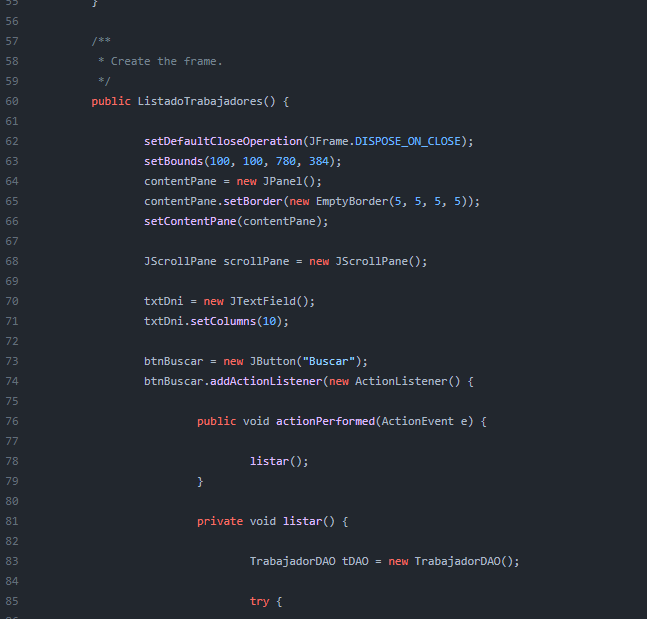 55 }
56
57 /**
58 * Create the frame.
59 */
60 public ListadoTrabajadores() {
61
62 setDefaultCloseOperation(JFrame.DISPOSE_ON_CLOSE);
63 setBounds(100, 100, 780, 384);
64 contentPane = new JPanel();
65 contentPane.setBorder(new EmptyBorder(5, 5, 5, 5));
66 setContentPane(contentPane);
67
68 JScrollPane scrollPane = new JScrollPane();
69
70 txtDni = new JTextField();
71 txtDni.setColumns(10);
72
73 btnBuscar = new JButton("Buscar");
74 btnBuscar.addActionListener(new ActionListener() {
75
76 public void actionPerformed(ActionEvent e) {
77
78 listar();
79 }
80
81 private void listar() {
82
83 TrabajadorDAO tDAO = new TrabajadorDAO();
84
85 try {